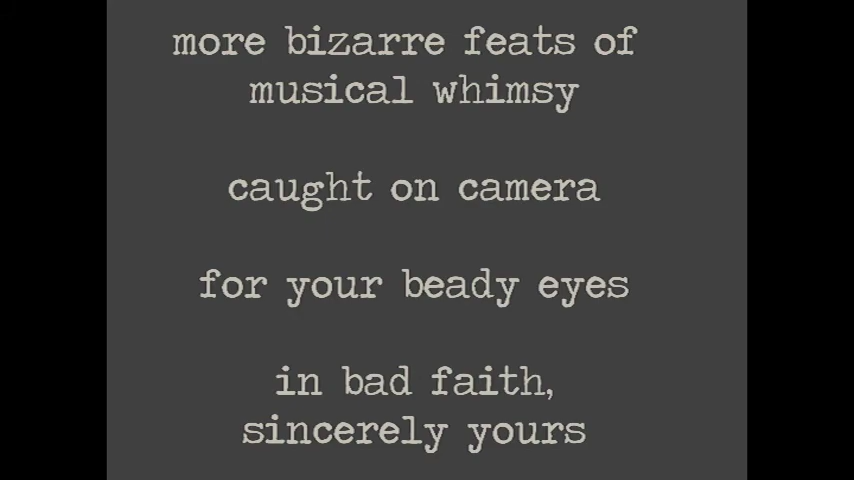 more bizarre feats of
musical whimsy
caught on camera
for your beady eyes
in bad faith,
sincerely yours